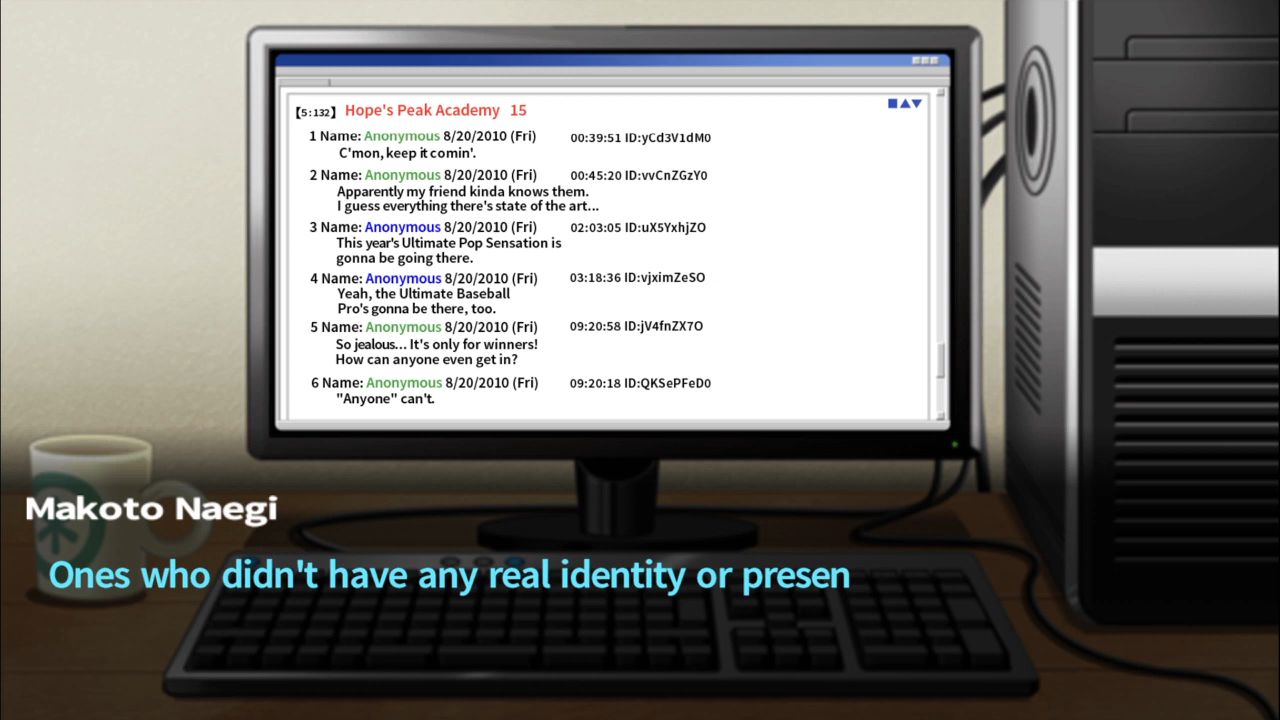 【5:132】 Hope's Peak Academy 15
1 Name: Anonymous 8/20/2010 (Fri) 00:39:51 ID:yCd3V1dM0
C'mon, keep it comin'.
2 Name: Anonymous 8/20/2010 (Fri) 00:45:20 ID:vvCnZGzY0
Apparently my friend kinda knows them.
I guess everything there's state of the art...
3 Name: Anonymous 8/20/2010 (Fri) 02:03:05 ID:uX5YxhjZO
This year's Ultimate Pop Sensation is
gonna be going there.
4 Name: Anonymous 8/20/2010 (Fri) 03:18:36 ID:vjximZeSO
Yeah, the Ultimate Baseball
Pro's gonna be there, too.
5 Name: Anonymous 8/20/2010 (Fri) 09:20:58 ID:jV4fnZX7O
So jealous... It's only for winners!
How can anyone even get in?
6 Name: Anonymous 8/20/2010 (Fri) 09:20:18 ID:QKSePFeD0
"Anyone" can't.
Makoto Naegi
Ones who didn't have any real identity or presen